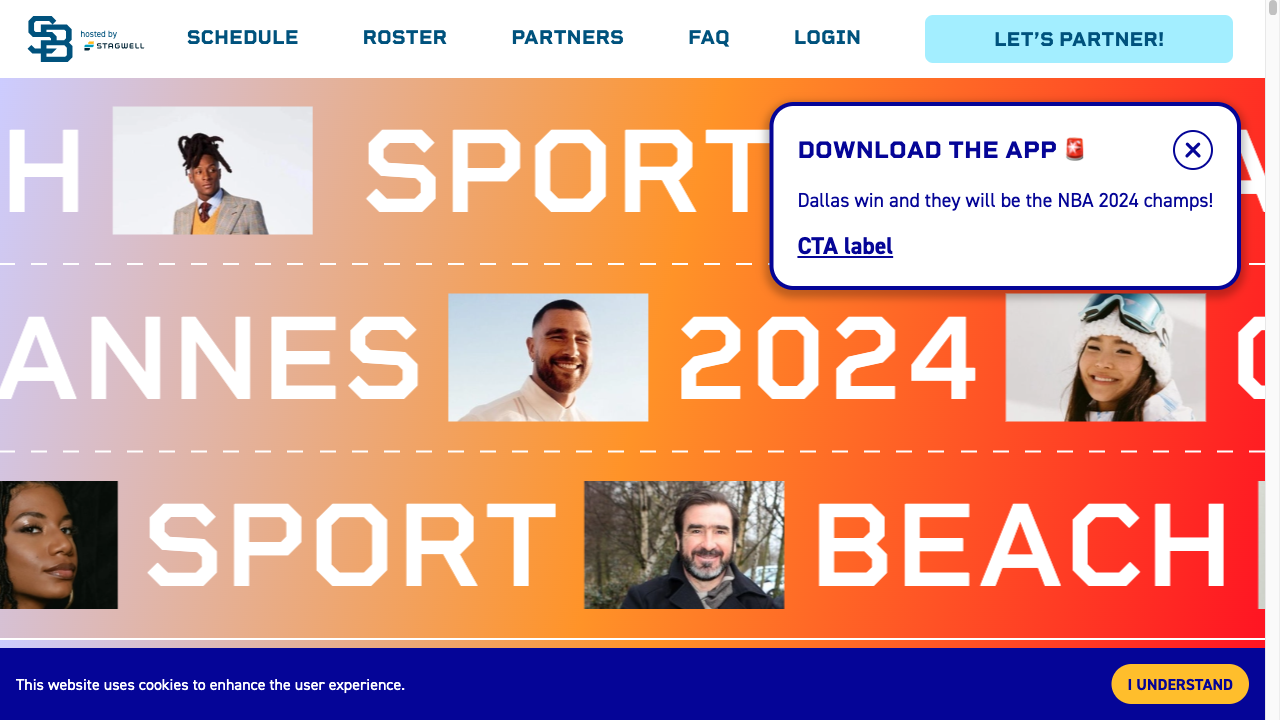 SB hosted by
STAGWELL
SCHEDULE ROSTER PARTNERS FAQ LOGIN LET'S PARTNER!
H SPORT
DOWNLOAD THE APP 🚨
Dallas win and they will be the NBA 2024 champs!
CTA label
ANNES 2024
SPORT BEACH
This website uses cookies to enhance the user experience.
I UNDERSTAND